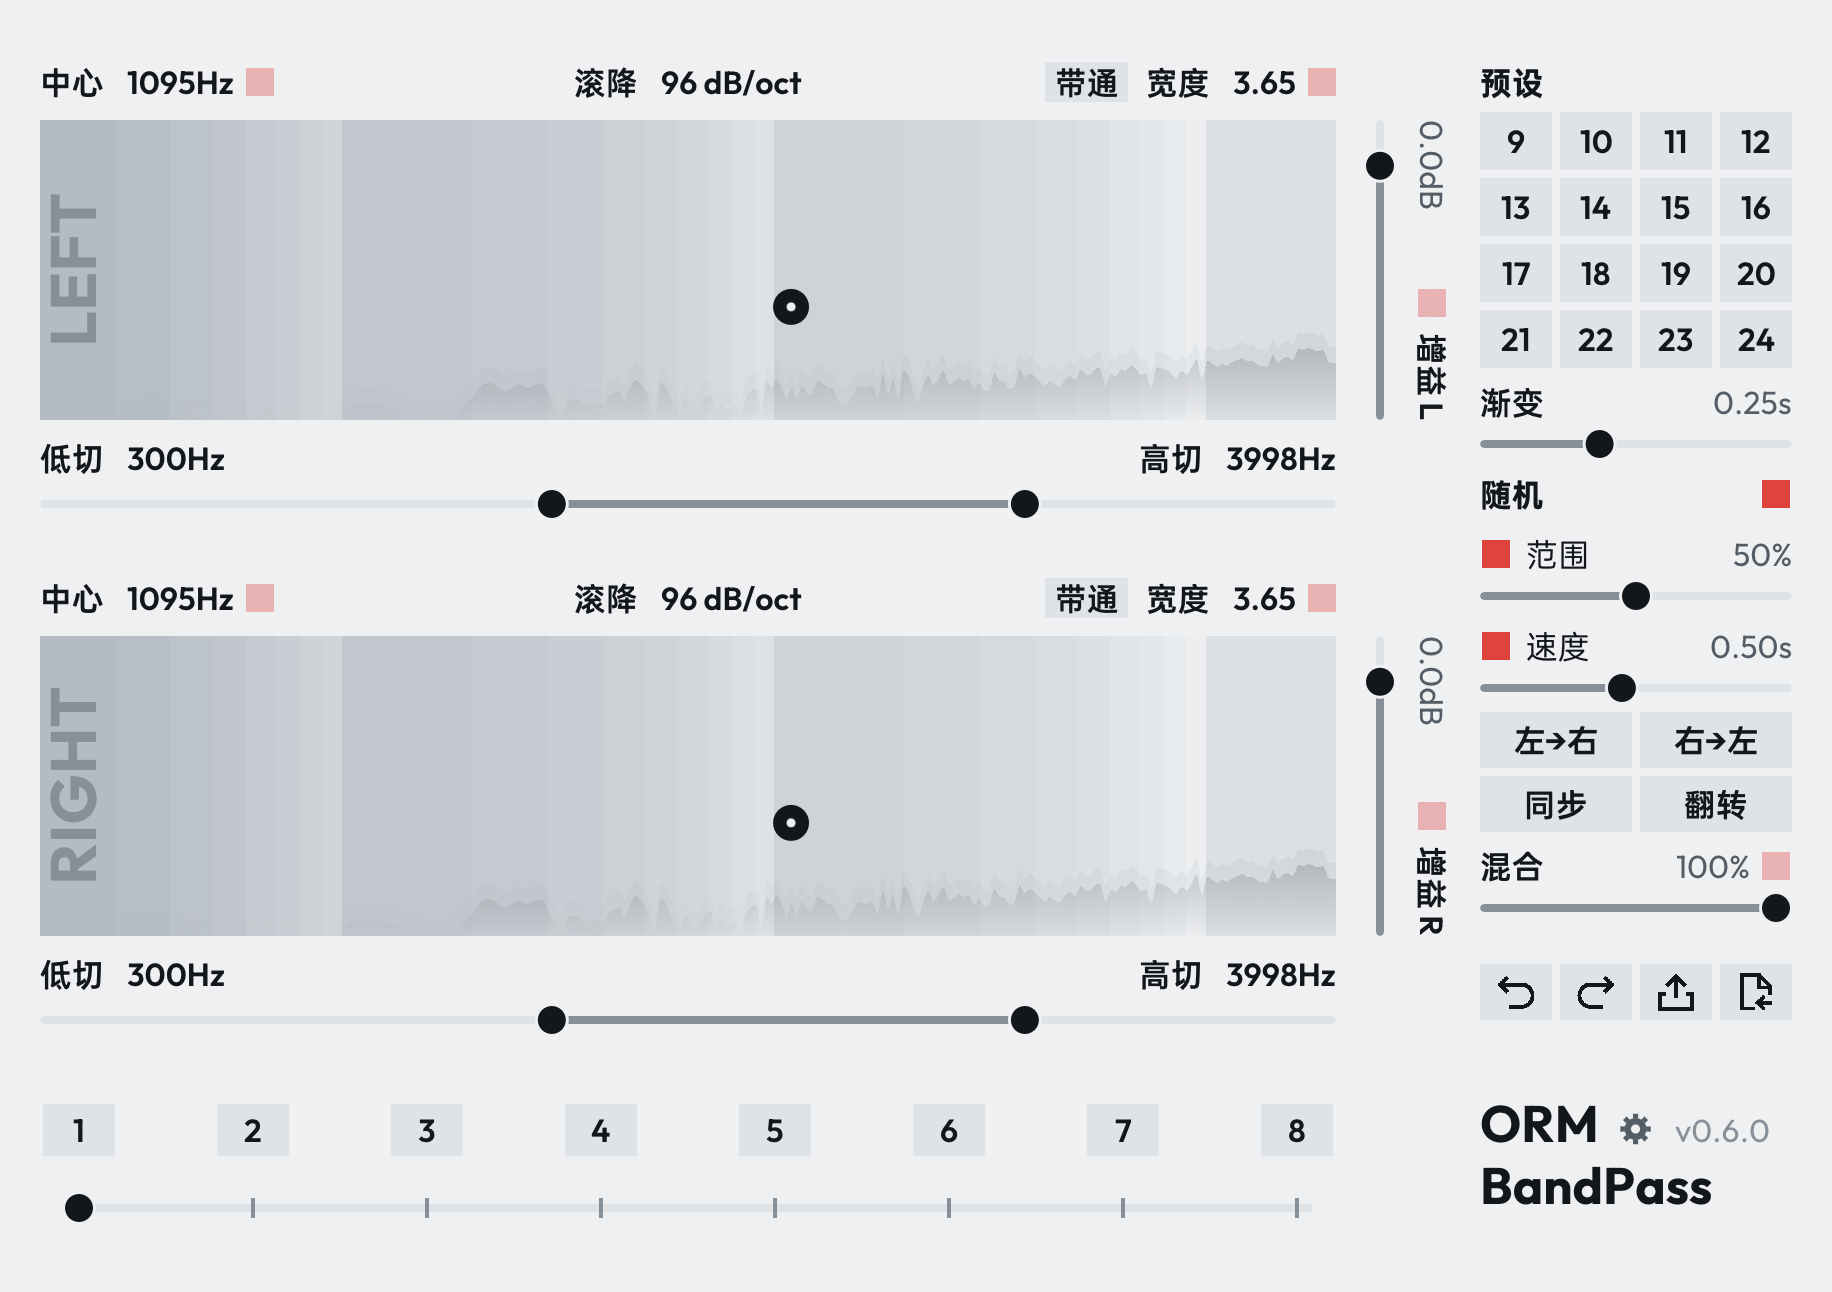 中心 1095Hz
滚降 96 dB/oct
带通 宽度 3.65
LEFT
0.0dB
增益 L
低切 300Hz
高切 3998Hz
中心 1095Hz
滚降 96 dB/oct
带通 宽度 3.65
RIGHT
0.0dB
增益 R
低切 300Hz
高切 3998Hz
1 2 3 4 5 6 7 8
预设
9 10 11 12
13 14 15 16
17 18 19 20
21 22 23 24
渐变 0.25s
随机
范围 50%
速度 0.50s
左→右 右→左
同步 翻转
混合 100%
ORM v0.6.0
BandPass